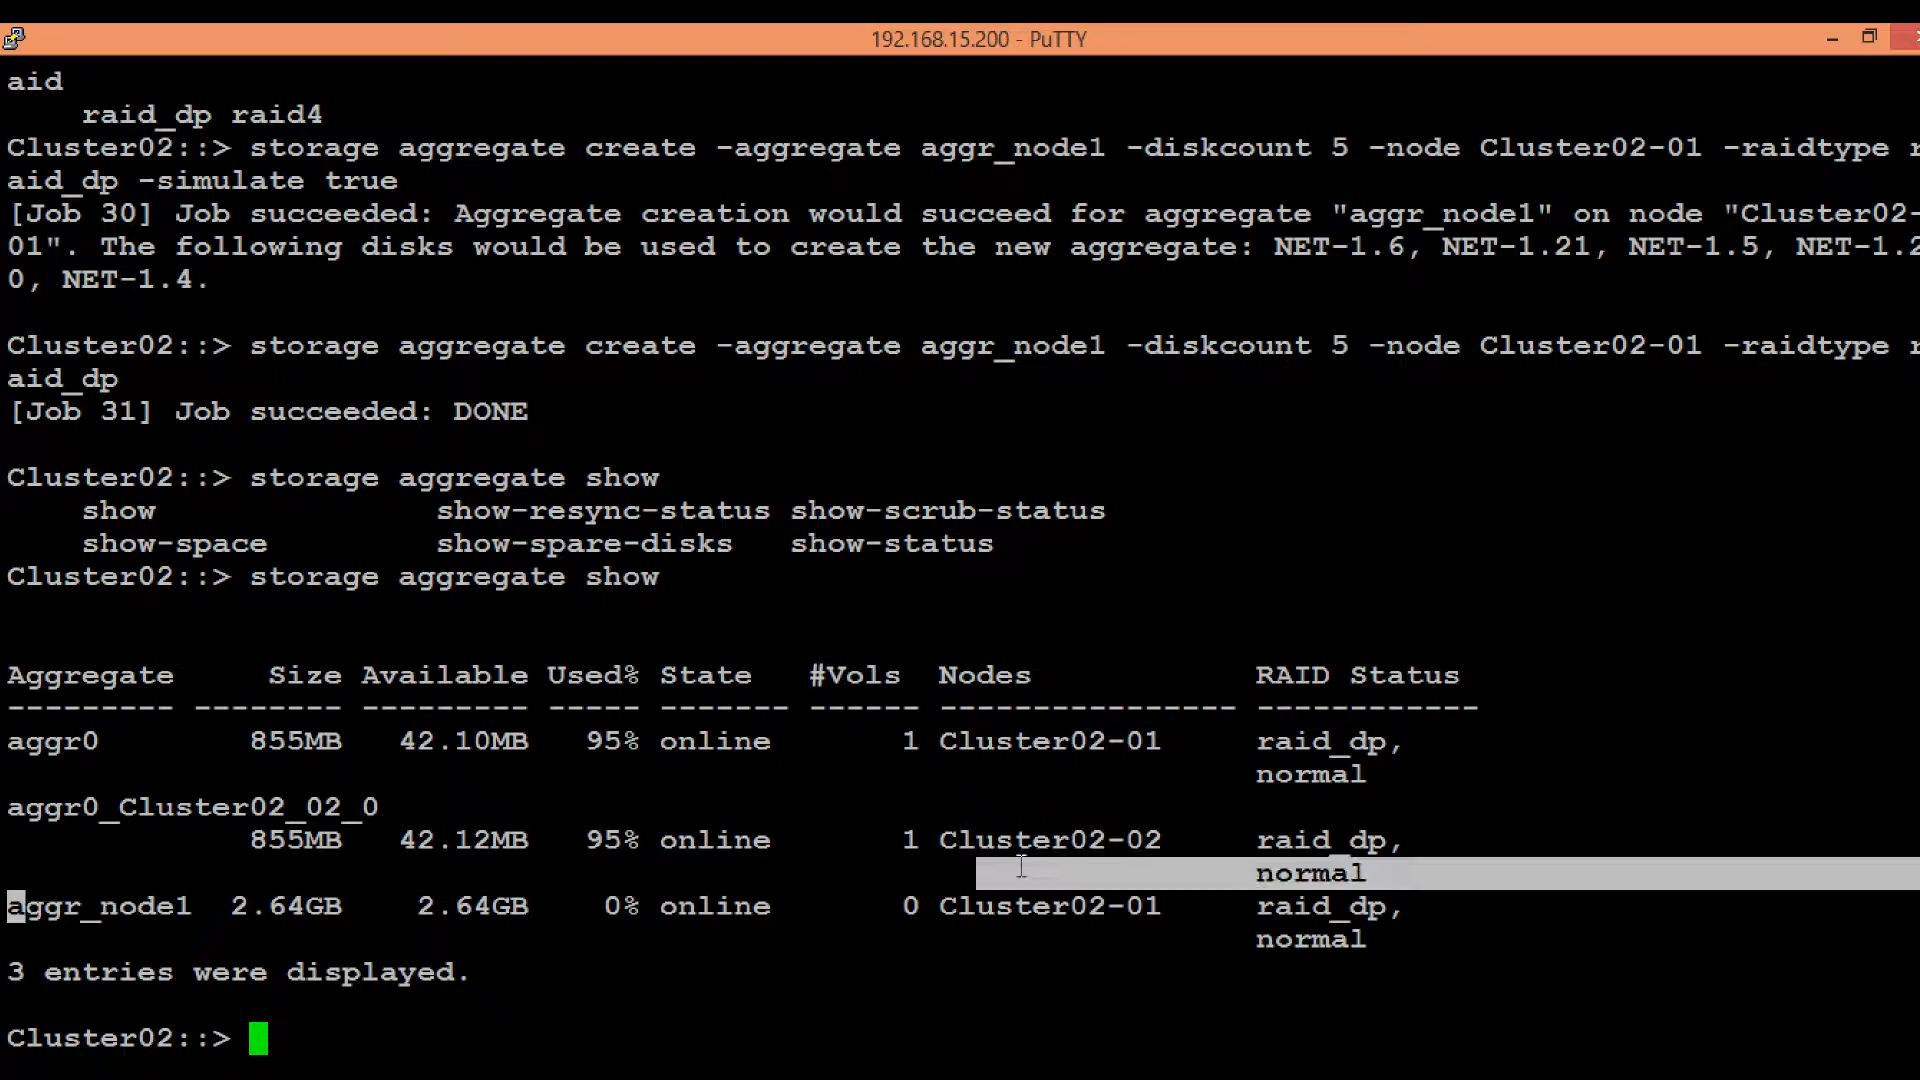 192.168.15.200 - PuTTY
aid
    raid_dp raid4
Cluster02::> storage aggregate create -aggregate aggr_node1 -diskcount 5 -node Cluster02-01 -raidtype r
aid_dp -simulate true
[Job 30] Job succeeded: Aggregate creation would succeed for aggregate "aggr_node1" on node "Cluster02-
01". The following disks would be used to create the new aggregate: NET-1.6, NET-1.21, NET-1.5, NET-1.2
0, NET-1.4.
Cluster02::> storage aggregate create -aggregate aggr_node1 -diskcount 5 -node Cluster02-01 -raidtype r
aid_dp
[Job 31] Job succeeded: DONE
Cluster02::> storage aggregate show
    show               show-resync-status show-scrub-status
    show-space         show-spare-disks   show-status
Cluster02::> storage aggregate show
Aggregate     Size Available Used% State   #Vols  Nodes            RAID Status
--------- -------- --------- ----- ------- ------ ---------------- ------------
aggr0        855MB   42.10MB   95% online       1 Cluster02-01     raid_dp,
                                                                   normal
aggr0_Cluster02_02_0
             855MB   42.12MB   95% online       1 Cluster02-02     raid_dp,
                                                                   normal
aggr_node1  2.64GB    2.64GB    0% online       0 Cluster02-01     raid_dp,
                                                                   normal
3 entries were displayed.
Cluster02::>